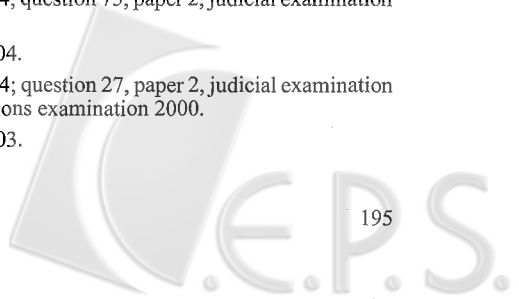 4; question 75, paper 2, judicial examination
04.
4; question 27, paper 2, judicial examination
ons examination 2000.
03.
195
C.E.P.S.